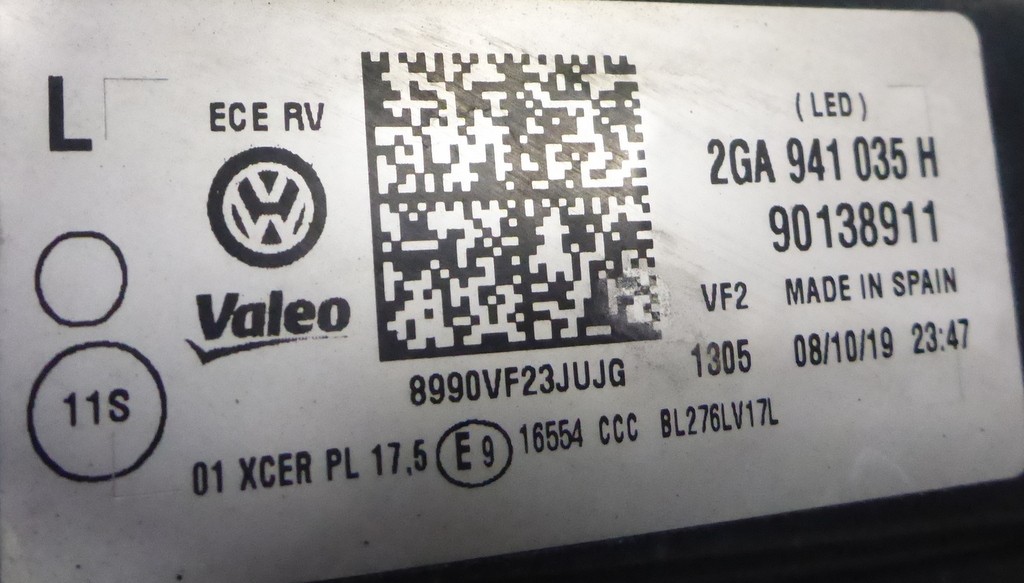 L
ECE RV
Valeo
11S
8990VF23JUJG
(LED)
2GA 941 035 H
90138911
VF2 MADE IN SPAIN
1305 08/10/19 23:47
01 XCER PL 17,5 E9 16554 CCC BL276LV17L